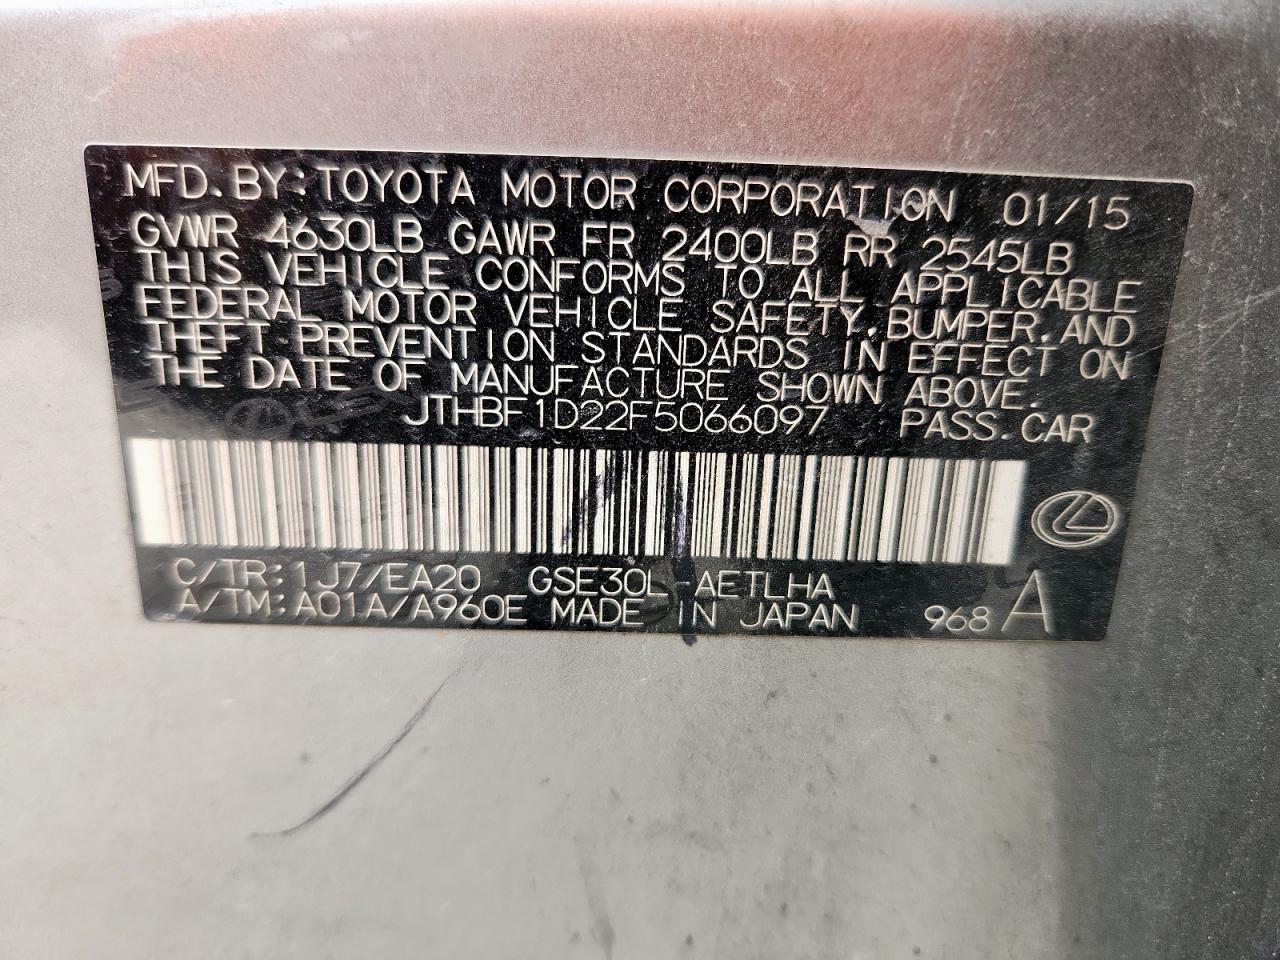 MFD. BY: TOYOTA MOTOR CORPORATION 01/15
GVWR 4630LB GAWR FR 2400LB RR 2545LB
THIS VEHICLE CONFORMS TO ALL APPLICABLE
FEDERAL MOTOR VEHICLE SAFETY, BUMPER, AND
THEFT PREVENTION STANDARDS IN EFFECT ON
THE DATE OF MANUFACTURE SHOWN ABOVE.
JTHBF1D22F5066097 PASS. CAR
C/TR: 1J7/EA20 GSE30L-AETLHA
A/TM: A01A/A960E MADE IN JAPAN 968 A